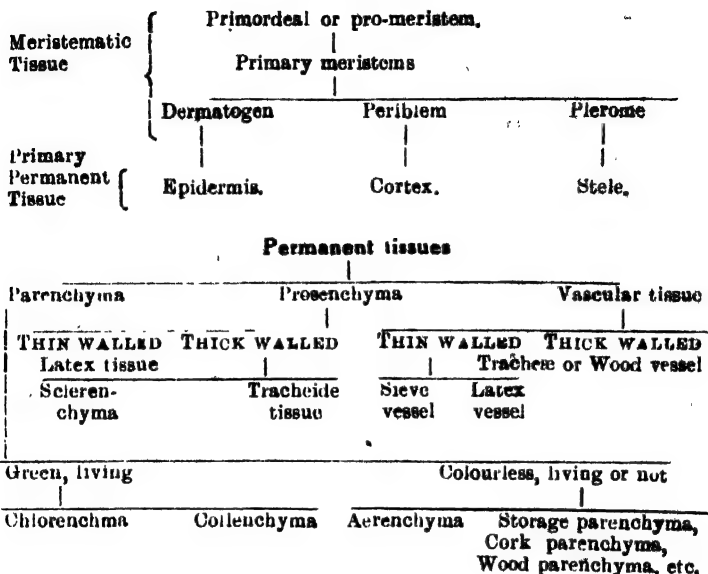 Primordeal or pro-meristem.
Meristematic
Tissue
Primary meristems
Dermatogen Periblem Plerome
Primary
Permanent
Tissue
Epidermis. Cortex. Stele.
Permanent tissues
Parenchyma Prosenchyma Vascular tissue
THIN WALLED THICK WALLED THIN WALLED THICK WALLED
Latex tissue Tracheæ or Wood vessel
Scleren- Tracheide Sieve Latex
chyma tissue vessel vessel
Green, living Colourless, living or not
Chlorenchma Collenchyma Aerenchyma Storage parenchyma,
Cork parenchyma,
Wood parenchyma, etc.